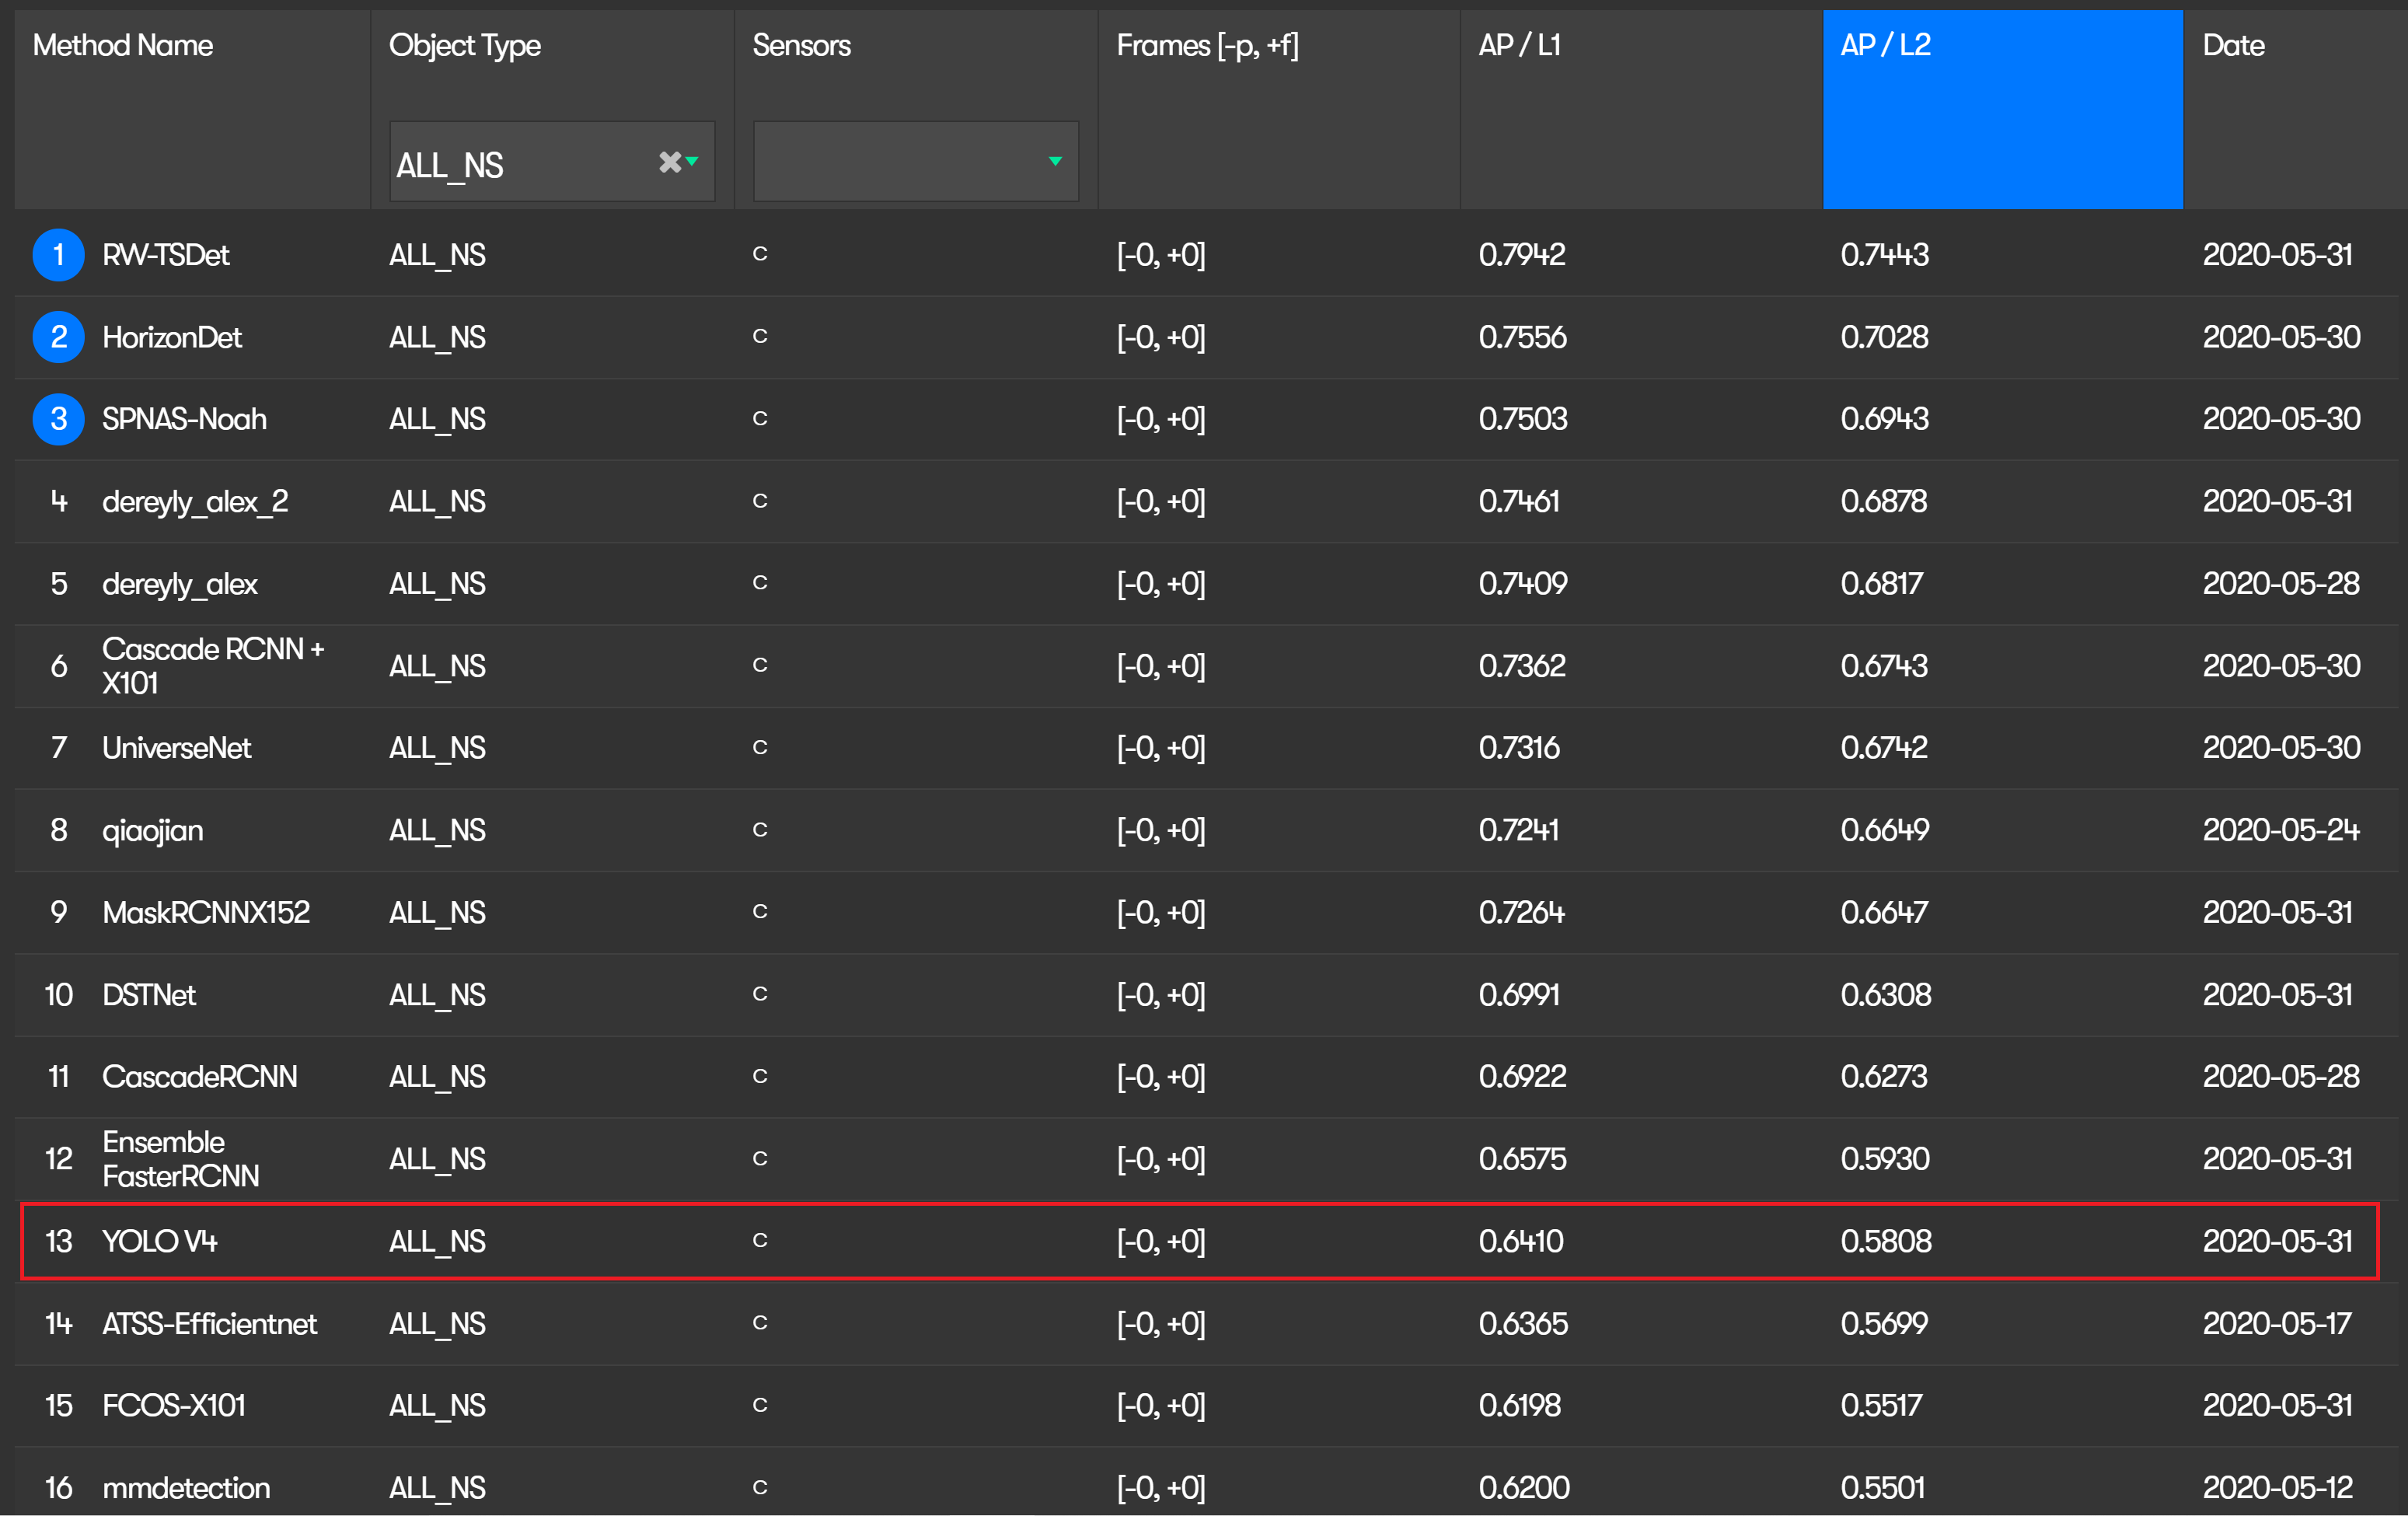 Method Name Object Type Sensors Frames [-p, +f] AP / L1 AP / L2 Date
ALL_NS
1 RW-TSDet ALL_NS C [-0, +0] 0.7942 0.7443 2020-05-31
2 HorizonDet ALL_NS C [-0, +0] 0.7556 0.7028 2020-05-30
3 SPNAS-Noah ALL_NS C [-0, +0] 0.7503 0.6943 2020-05-30
4 dereyly_alex_2 ALL_NS C [-0, +0] 0.7461 0.6878 2020-05-31
5 dereyly_alex ALL_NS C [-0, +0] 0.7409 0.6817 2020-05-28
6 Cascade RCNN +
X101 ALL_NS C [-0, +0] 0.7362 0.6743 2020-05-30
7 UniverseNet ALL_NS C [-0, +0] 0.7316 0.6742 2020-05-30
8 qiaojian ALL_NS C [-0, +0] 0.7241 0.6649 2020-05-24
9 MaskRCNNX152 ALL_NS C [-0, +0] 0.7264 0.6647 2020-05-31
10 DSTNet ALL_NS C [-0, +0] 0.6991 0.6308 2020-05-31
11 CascadeRCNN ALL_NS C [-0, +0] 0.6922 0.6273 2020-05-28
12 Ensemble
FasterRCNN ALL_NS C [-0, +0] 0.6575 0.5930 2020-05-31
13 YOLO V4 ALL_NS C [-0, +0] 0.6410 0.5808 2020-05-31
14 ATSS-Efficientnet ALL_NS C [-0, +0] 0.6365 0.5699 2020-05-17
15 FCOS-X101 ALL_NS C [-0, +0] 0.6198 0.5517 2020-05-31
16 mmdetection ALL_NS C [-0, +0] 0.6200 0.5501 2020-05-12